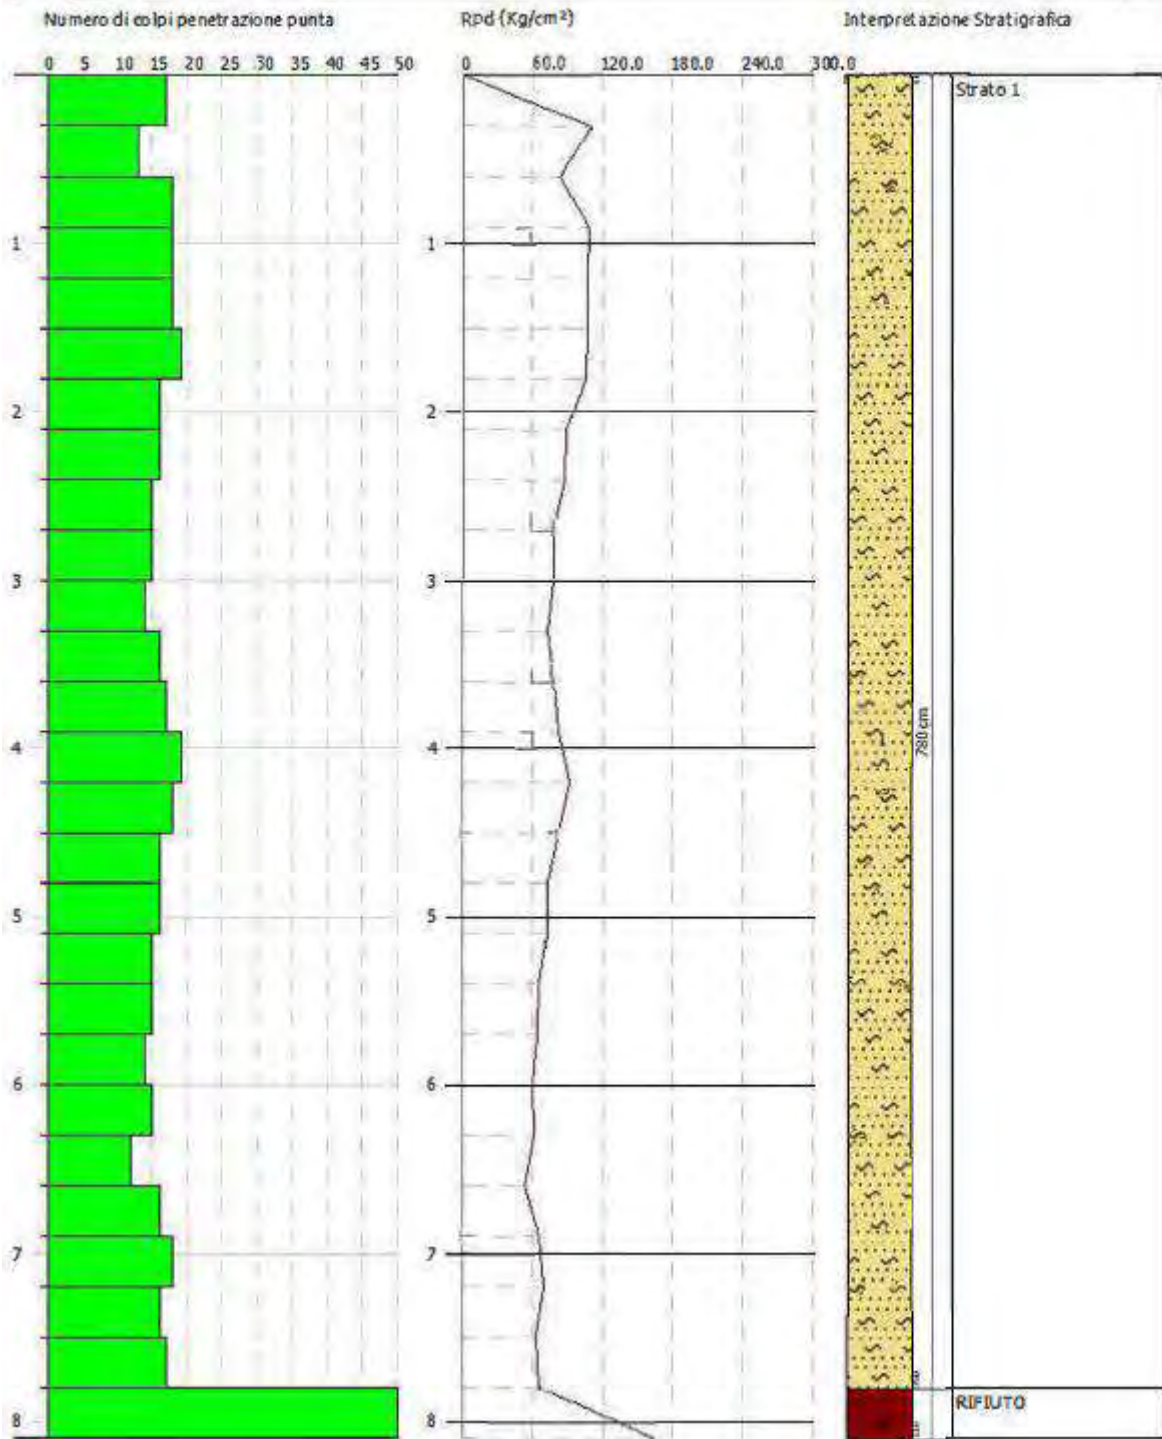 Numero di colpi penetrazione punta
Rpd (Kg/cm²)
Interpretazione Stratigrafica
0 5 10 15 20 25 30 35 40 45 50
0 60.0 120.0 180.0 240.0 300.0
Strato 1
1 1
2 2
3 3
4 4
780 cm
5 5
6 6
7 7
RIFIUTO
8 8